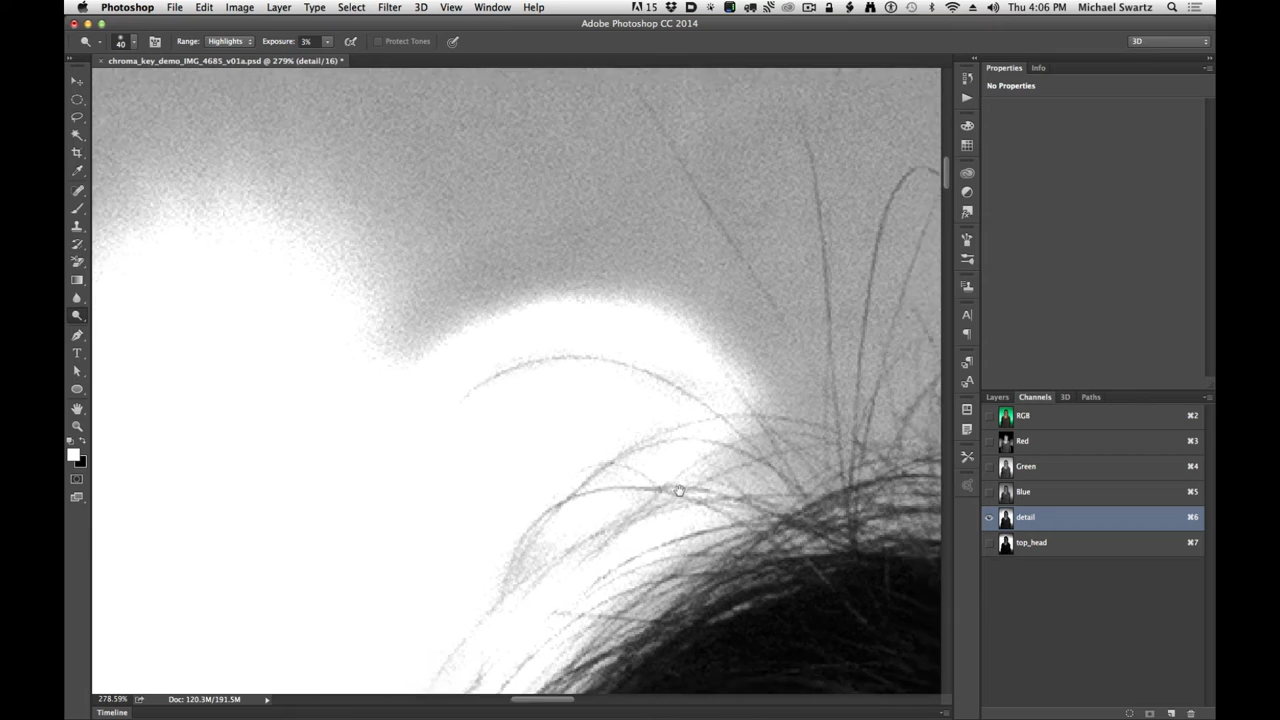 Photoshop File Edit Image Layer Type Select Filter 3D View Window Help 15 Thu 4:06 PM Michael Swartz
Adobe Photoshop CC 2014
40 Range: Highlights Exposure: 3% Protect Tones 3D
× chroma_key_demo_IMG_4685_v01a.psd @ 279% (detail/16) *
Properties Info
No Properties
Layers Channels 3D Paths
RGB ⌘2
Red ⌘3
Green ⌘4
Blue ⌘5
detail ⌘6
top_head ⌘7
278.59% Doc: 120.3M/191.5M
Timeline